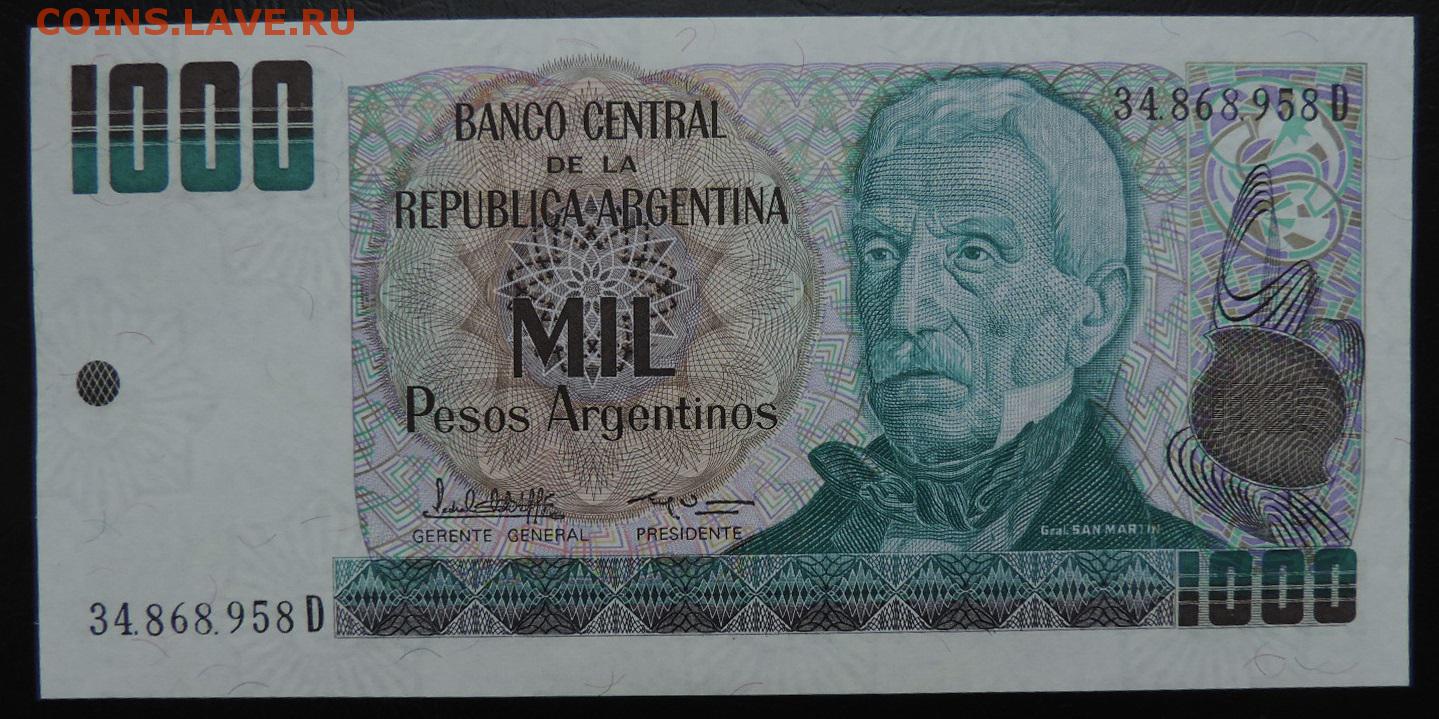 COINS.LAVE.RU
1000
34.868.958 D
BANCO CENTRAL
DE LA
REPUBLICA ARGENTINA
MIL
Pesos Argentinos
GERENTE GENERAL PRESIDENTE
Gral. SAN MARTIN
34.868.958 D
1000